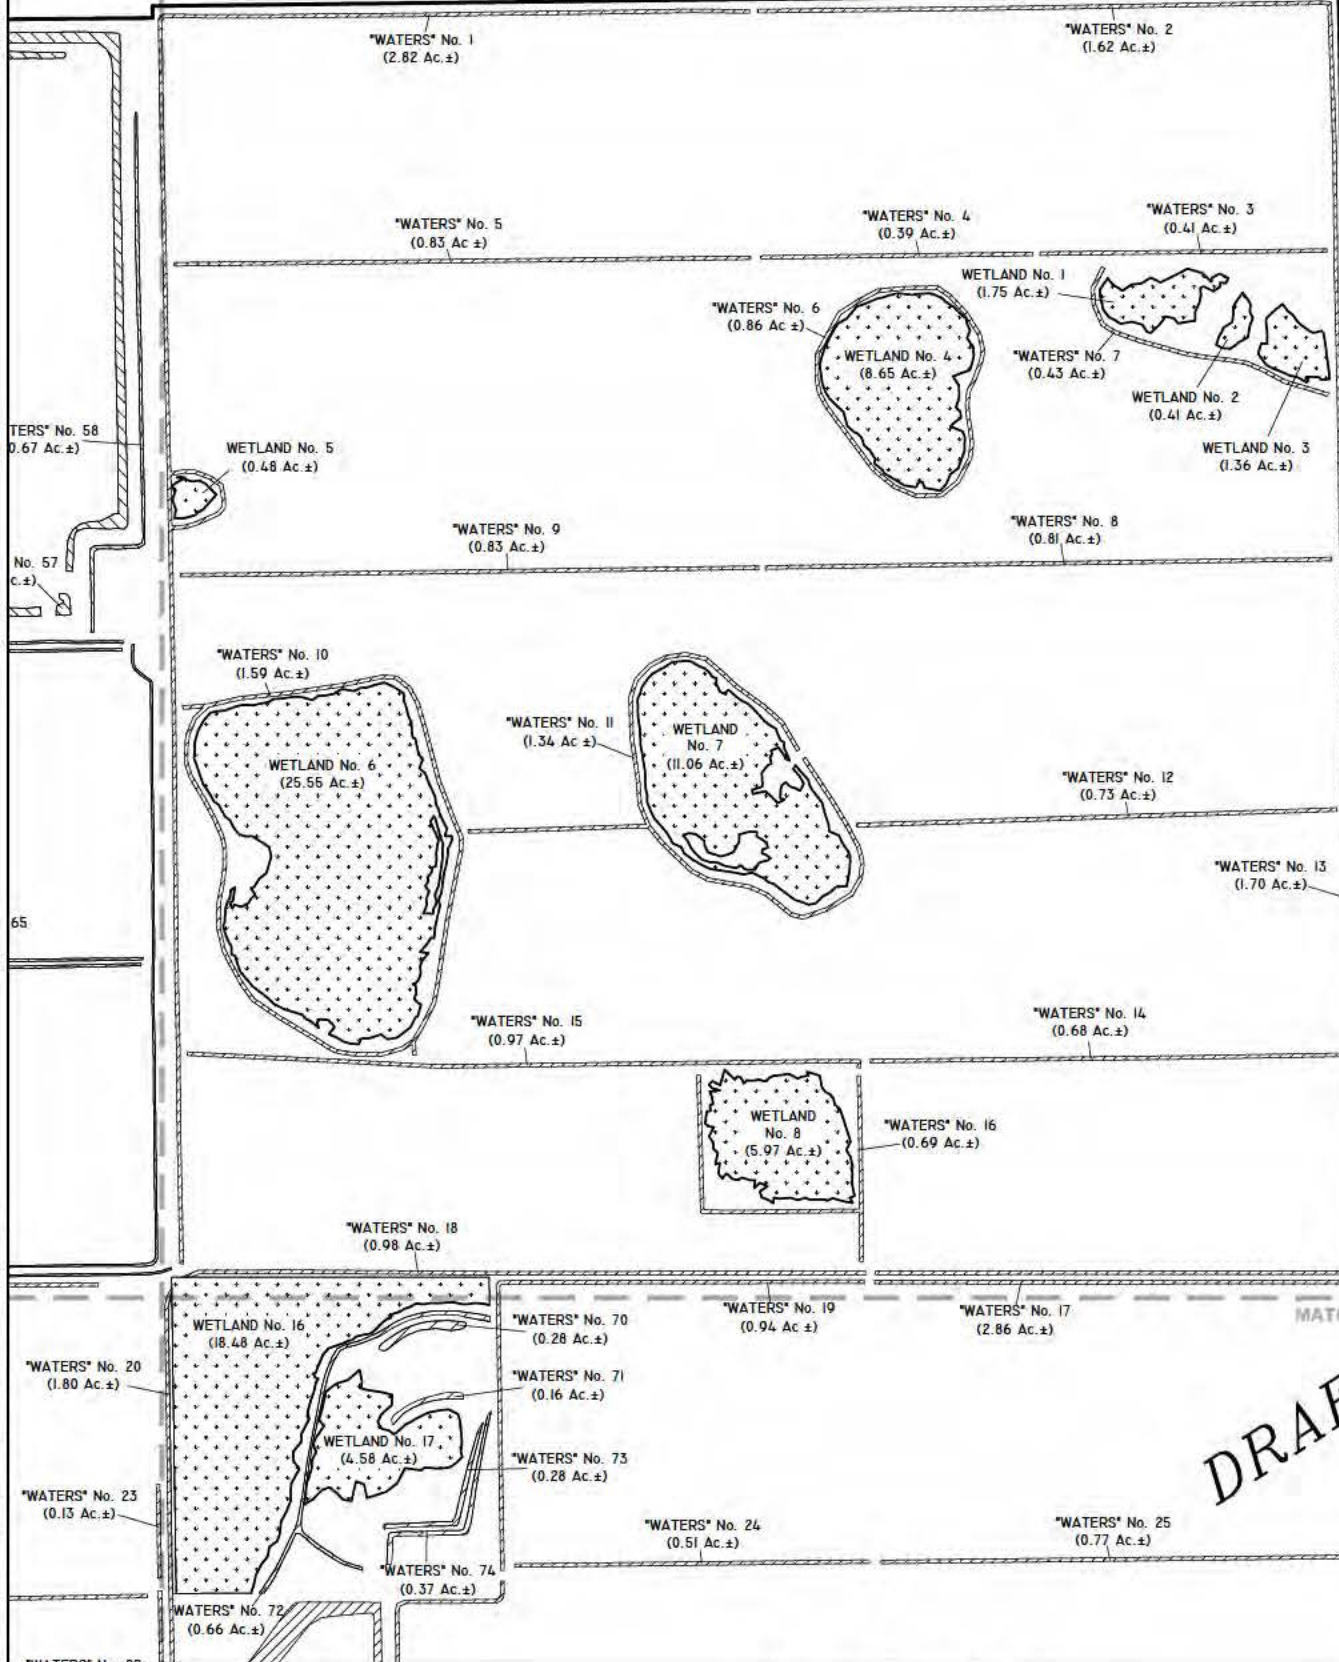 "WATERS" No. 1
(2.82 Ac.±)
"WATERS" No. 2
(1.62 Ac.±)
"WATERS" No. 5
(0.83 Ac ±)
"WATERS" No. 4
(0.39 Ac.±)
"WATERS" No. 3
(0.41 Ac.±)
WETLAND No. 1
(1.75 Ac.±)
"WATERS" No. 6
(0.86 Ac ±)
WETLAND No. 4
(8.65 Ac.±)
"WATERS" No. 7
(0.43 Ac.±)
WETLAND No. 2
(0.41 Ac.±)
WETLAND No. 3
(1.36 Ac.±)
TERS" No. 58
0.67 Ac.±)
WETLAND No. 5
(0.48 Ac.±)
"WATERS" No. 9
(0.83 Ac.±)
"WATERS" No. 8
(0.81 Ac.±)
No. 57
c.±)
"WATERS" No. 10
(1.59 Ac.±)
"WATERS" No. 11
(1.34 Ac ±)
WETLAND
No. 7
(11.06 Ac.±)
WETLAND No. 6
(25.55 Ac.±)
"WATERS" No. 12
(0.73 Ac.±)
"WATERS" No. 13
(1.70 Ac.±)
65
"WATERS" No. 15
(0.97 Ac.±)
"WATERS" No. 14
(0.68 Ac.±)
WETLAND
No. 8
(5.97 Ac.±)
"WATERS" No. 16
(0.69 Ac.±)
"WATERS" No. 18
(0.98 Ac.±)
"WATERS" No. 19
(0.94 Ac ±)
"WATERS" No. 17
(2.86 Ac.±)
MAT
WETLAND No. 16
(18.48 Ac.±)
"WATERS" No. 70
(0.28 Ac.±)
"WATERS" No. 20
(1.80 Ac.±)
"WATERS" No. 71
(0.16 Ac.±)
WETLAND No. 17
(4.58 Ac.±)
"WATERS" No. 73
(0.28 Ac.±)
DRAF
"WATERS" No. 23
(0.13 Ac.±)
"WATERS" No. 24
(0.51 Ac.±)
"WATERS" No. 25
(0.77 Ac.±)
"WATERS" No. 74
(0.37 Ac.±)
WATERS" No. 72
(0.66 Ac.±)